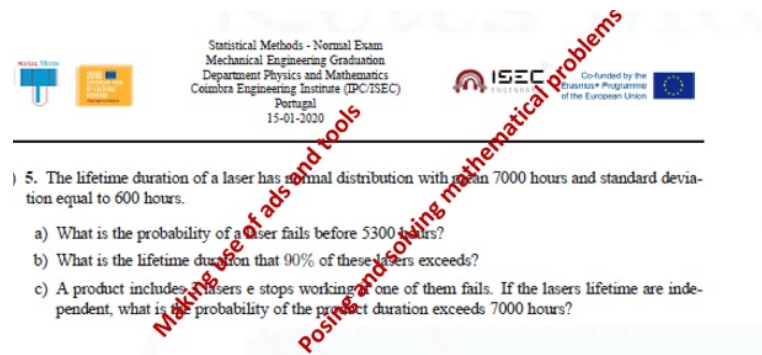 Statistical Methods - Normal Exam
Mechanical Engineering Graduation
Department Physics and Mathematics
Coimbra Engineering Institute (IPC/ISEC)
Portugal
15-01-2020
ISEC
Co-funded by the
Erasmus+ Programme
of the European Union
) 5. The lifetime duration of a laser has normal distribution with mean 7000 hours and standard devia-
tion equal to 600 hours.
a) What is the probability of a laser fails before 5300 hours?
b) What is the lifetime duration that 90% of these lasers exceeds?
c) A product includes lasers e stops working one of them fails. If the lasers lifetime are inde-
pendent, what is the probability of the product duration exceeds 7000 hours?
Making use of ads and tools
Posing and solving mathematical problems